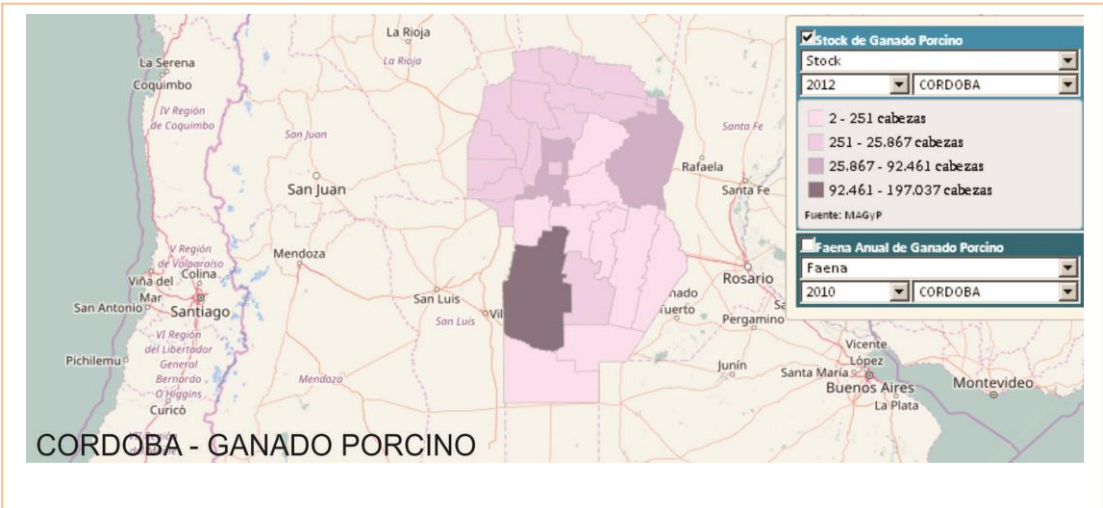 La Rioja
La Rioja
La Serena
Coquimbo
IV Región
de Coquimbo
San Juan
San Juan
Santa Fe
Rafaela
Santa Fe
Mendoza
V Región
de Valparaíso
Viña del
Mar
Colina
San Antonio
Santiago
San Luis
San Luis
Vil
nado
Tuerto
Rosario
Pergamino
VI Región
del Libertador
General
Bernardo
O'Higgins
Pichilemu
Curicó
Mendoza
Junín
Vicente
López
Santa María
Buenos Aires
La Plata
Montevideo
CORDOBA - GANADO PORCINO
Stock de Ganado Porcino
Stock
2012 CORDOBA
2 - 251 cabezas
251 - 25.867 cabezas
25.867 - 92.461 cabezas
92.461 - 197.037 cabezas
Fuente: MAGyP
Faena Anual de Ganado Porcino
Faena
2010 CORDOBA